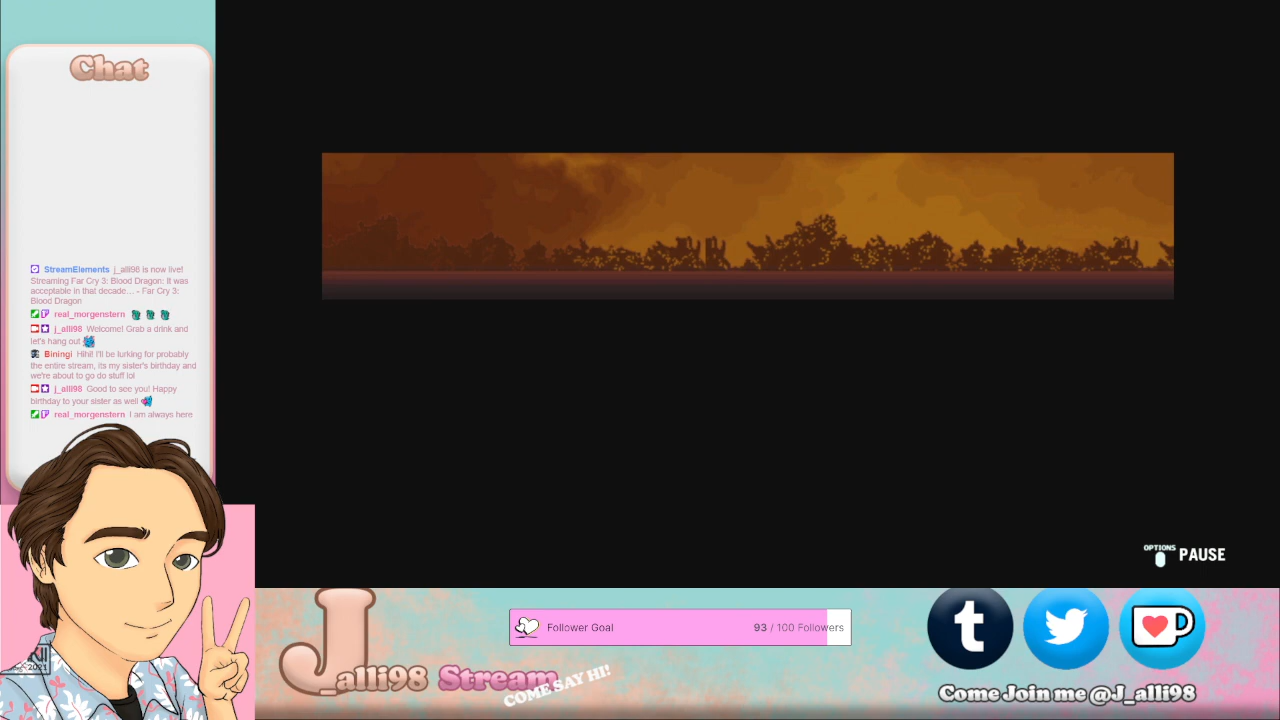 Chat
StreamElements j_alli98 is now live!
Streaming Far Cry 3: Blood Dragon: It was
acceptable in that decade... - Far Cry 3:
Blood Dragon
real_morgenstern
j_alli98 Welcome! Grab a drink and
let's hang out
Biningi Hihi! I'll be lurking for probably
the entire stream, its my sister's birthday and
we're about to go do stuff lol
j_alli98 Good to see you! Happy
birthday to your sister as well
real_morgenstern I am always here
OPTIONS
PAUSE
2021
J_alli98 Stream
COME SAY HI!
Follower Goal
93 / 100 Followers
Come Join me @J_alli98